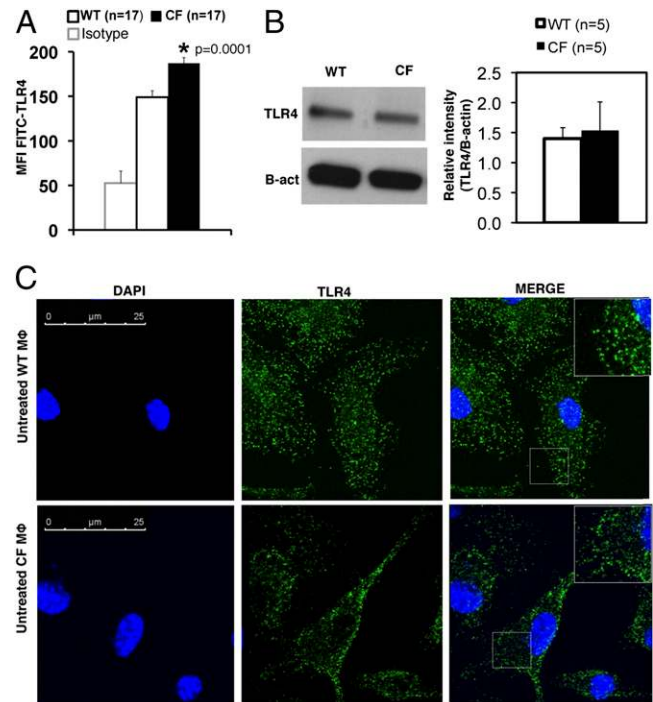 A
WT (n=17) CF (n=17)
Isotype
* p=0.0001
MFI FITC-TLR4
200
150
100
50
0
B
WT CF
TLR4
B-act
WT (n=5)
CF (n=5)
Relative intensity
(TLR4/B-actin)
2.5
2.0
1.5
1.0
0.5
0.0
C
DAPI TLR4 MERGE
Untreated WT MΦ
0 µm 25
Untreated CF MΦ
0 µm 25